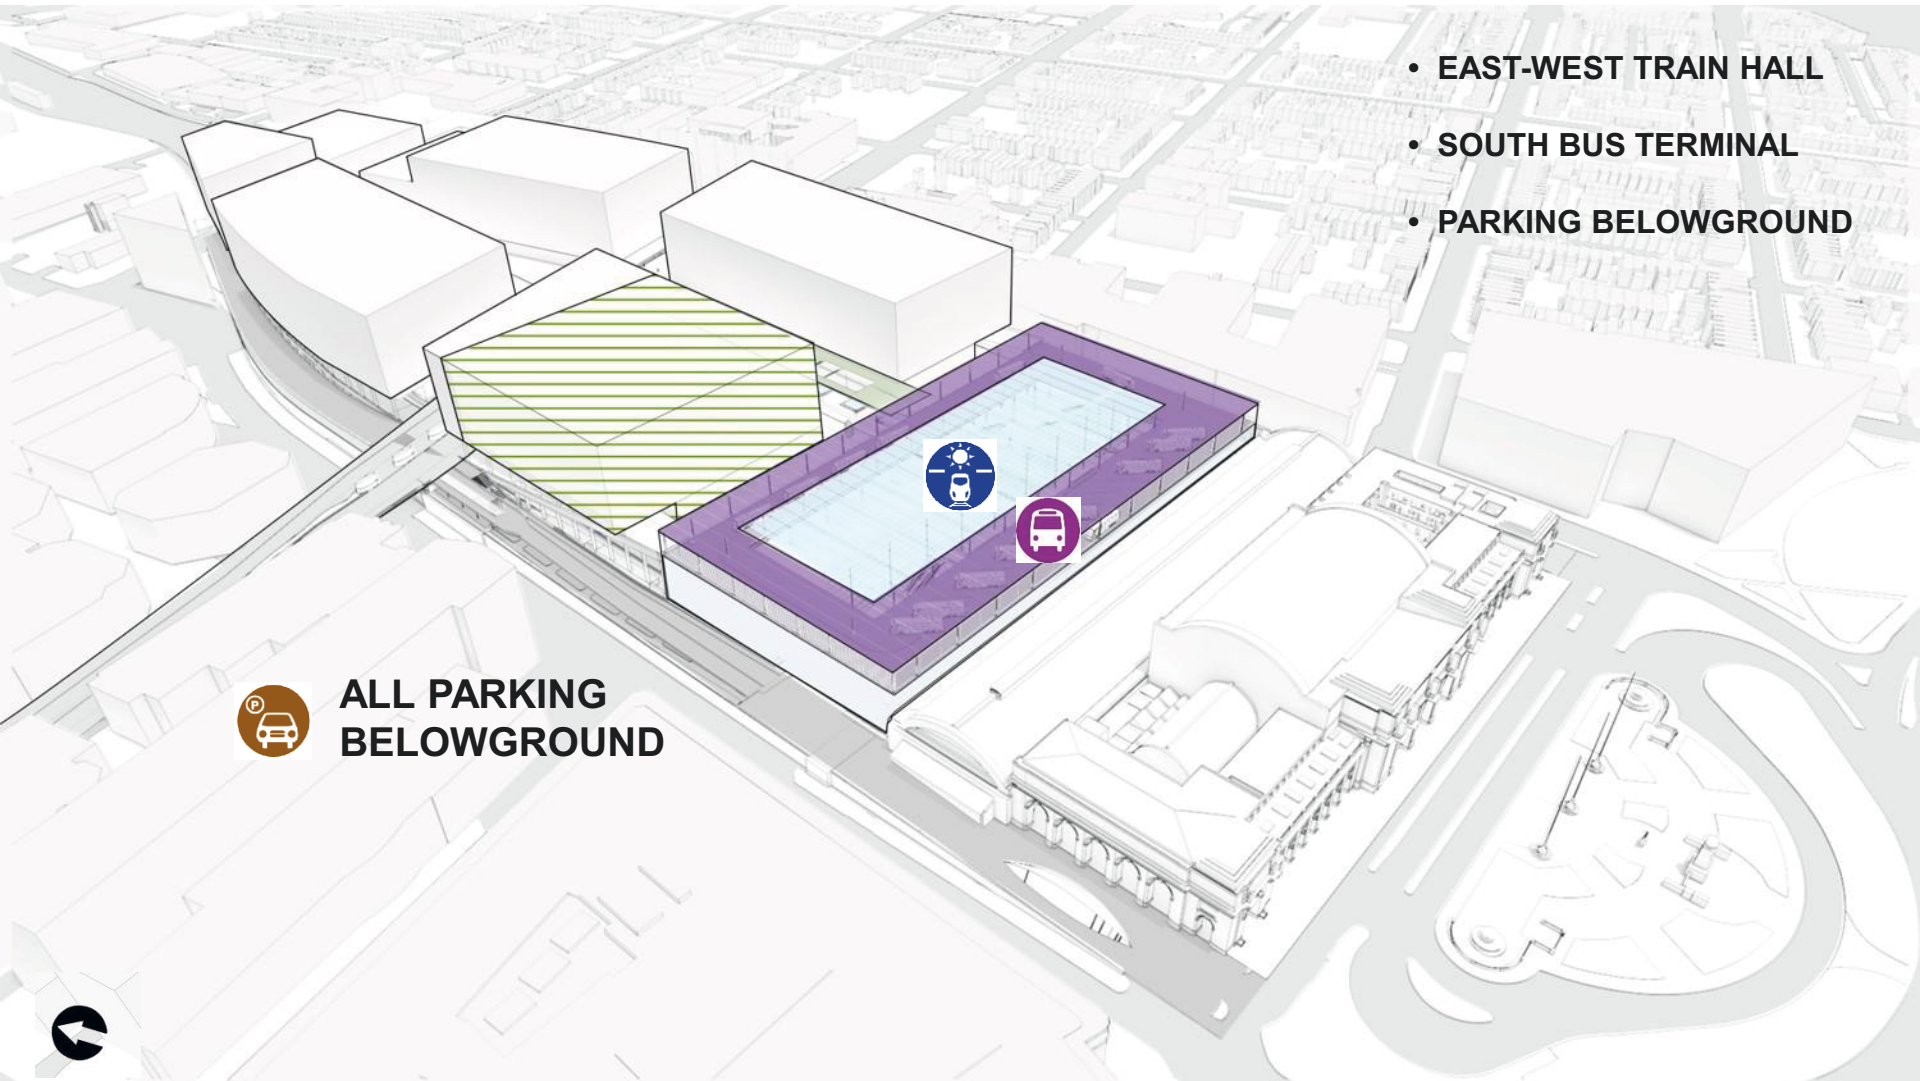 • EAST-WEST TRAIN HALL
• SOUTH BUS TERMINAL
• PARKING BELOWGROUND
P
ALL PARKING
BELOWGROUND